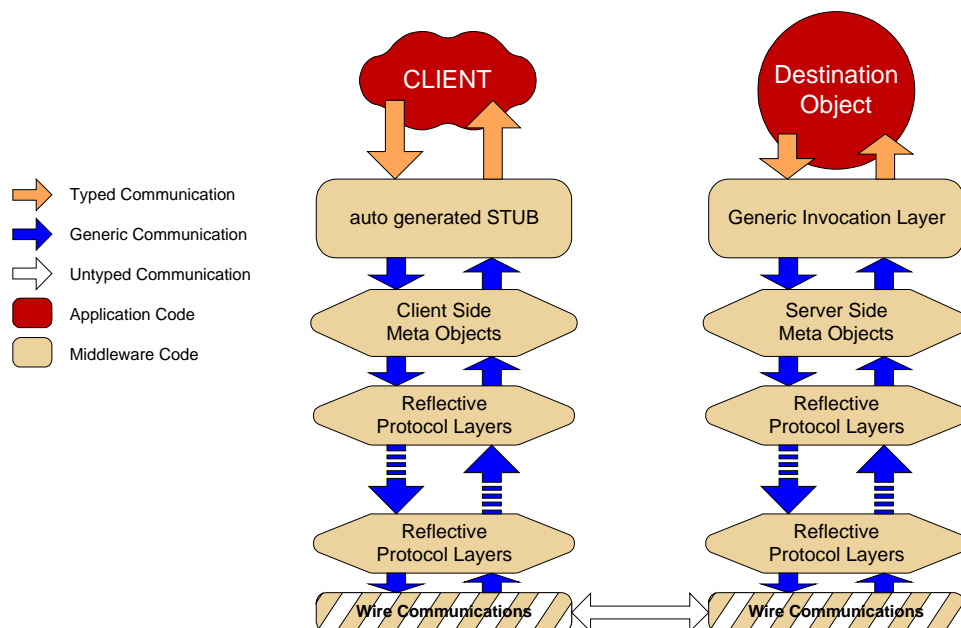 CLIENT
Destination
Object
Typed Communication
Generic Communication
Untyped Communication
Application Code
Middleware Code
auto generated STUB
Generic Invocation Layer
Client Side
Meta Objects
Server Side
Meta Objects
Reflective
Protocol Layers
Reflective
Protocol Layers
Reflective
Protocol Layers
Reflective
Protocol Layers
Wire Communications
Wire Communications